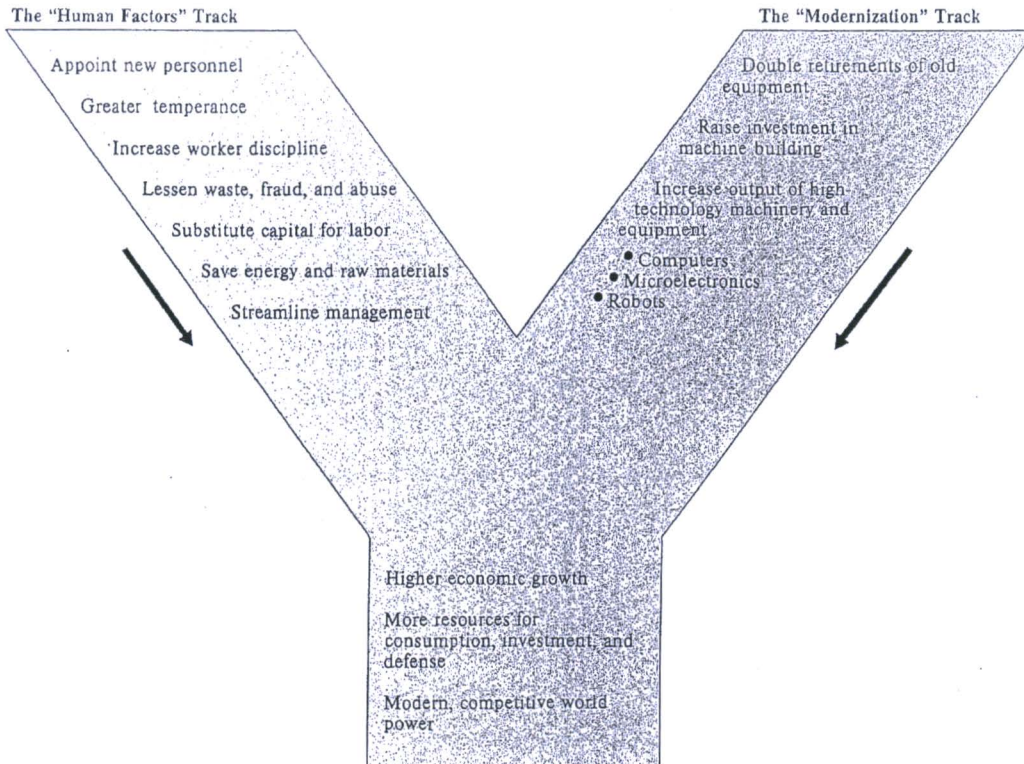 The "Human Factors" Track
Appoint new personnel
Greater temperance
Increase worker discipline
Lessen waste, fraud, and abuse
Substitute capital for labor
Save energy and raw materials
Streamline management
The "Modernization" Track
Double retirements of old
equipment
Raise investment in
machine building
Increase output of high
technology machinery and
equipment
• Computers
• Microelectronics
• Robots
Higher economic growth
More resources for
consumption, investment, and
defense
Modern, competitive world
power